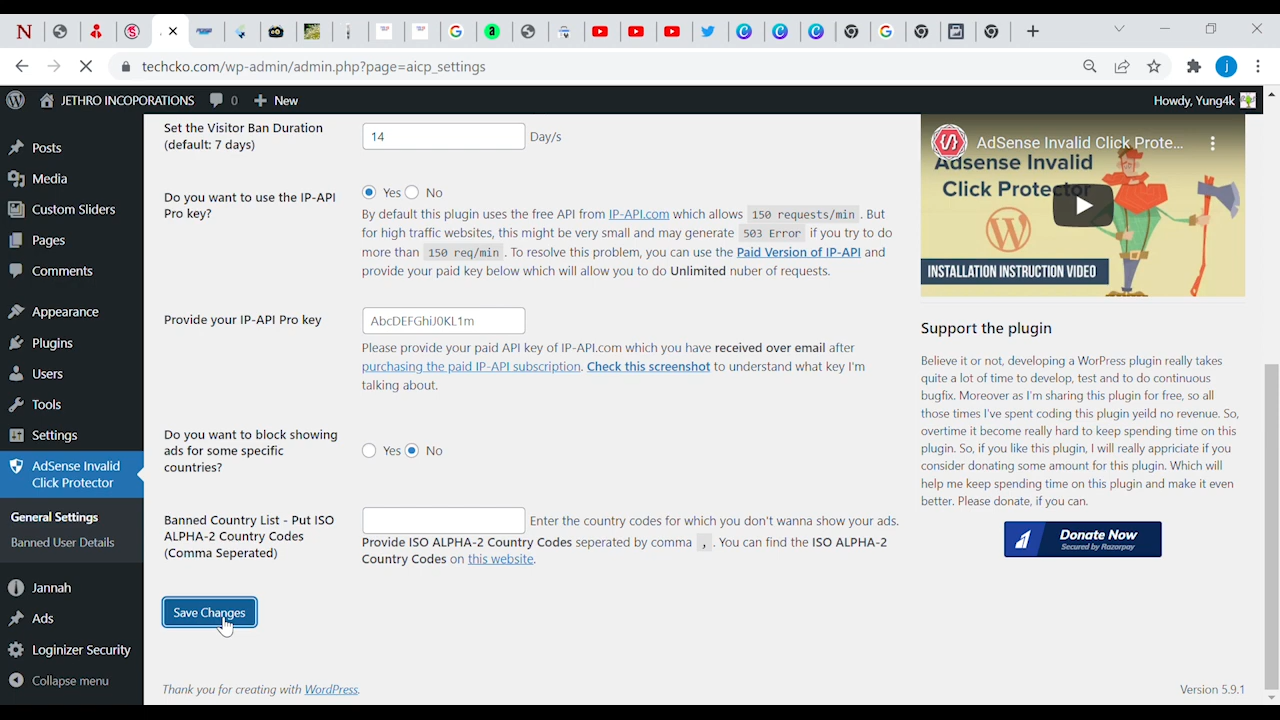 techcko.com/wp-admin/admin.php?page=aicp_settings
j
JETHRO INCOPORATIONS 0 New
Howdy, Yung4k
Posts
Media
Custom Sliders
Pages
Comments
Appearance
Plugins
Users
Tools
Settings
AdSense Invalid
Click Protector
General Settings
Banned User Details
Jannah
Ads
Loginizer Security
Collapse menu
Set the Visitor Ban Duration
(default: 7 days)
14 Day/s
Do you want to use the IP-API
Pro key?
Yes No
By default this plugin uses the free API from IP-API.com which allows 150 requests/min . But
for high traffic websites, this might be very small and may generate 503 Error if you try to do
more than 150 req/min . To resolve this problem, you can use the Paid Version of IP-API and
provide your paid key below which will allow you to do Unlimited nuber of requests.
Provide your IP-API Pro key
AbcDEFGhiJ0KL1m
Please provide your paid API key of IP-API.com which you have received over email after
purchasing the paid IP-API subscription. Check this screenshot to understand what key I'm
talking about.
Do you want to block showing
ads for some specific
countries?
Yes No
Banned Country List - Put ISO
ALPHA-2 Country Codes
(Comma Seperated)
Enter the country codes for which you don't wanna show your ads.
Provide ISO ALPHA-2 Country Codes seperated by comma , . You can find the ISO ALPHA-2
Country Codes on this website.
Save Changes
Thank you for creating with WordPress.
AdSense Invalid Click Prote...
Adsense Invalid
Click Protector
INSTALLATION INSTRUCTION VIDEO
Support the plugin
Believe it or not, developing a WorPress plugin really takes
quite a lot of time to develop, test and to do continuous
bugfix. Moreover as I'm sharing this plugin for free, so all
those times I've spent coding this plugin yeild no revenue. So,
overtime it become really hard to keep spending time on this
plugin. So, if you like this plugin, I will really appriciate if you
consider donating some amount for this plugin. Which will
help me keep spending time on this plugin and make it even
better. Please donate, if you can.
Donate Now
Secured by Razorpay
Version 5.9.1